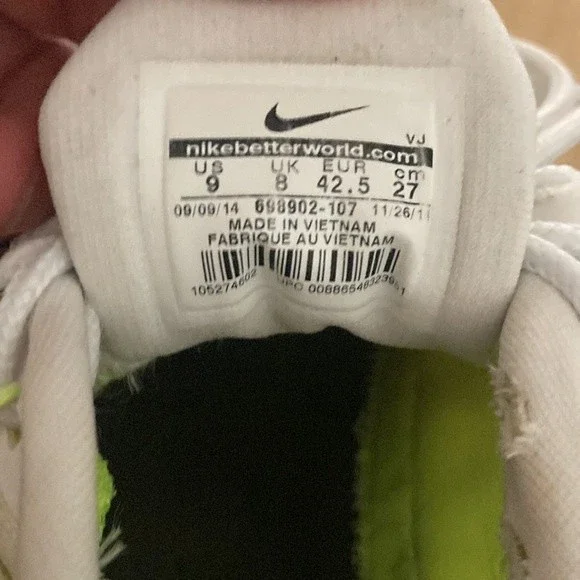 VJ
nikebetterworld.com
US UK EUR cm
9 8 42.5 27
09/09/14 698902-107
MADE IN VIETNAM
FABRIQUE AU VIETNAM